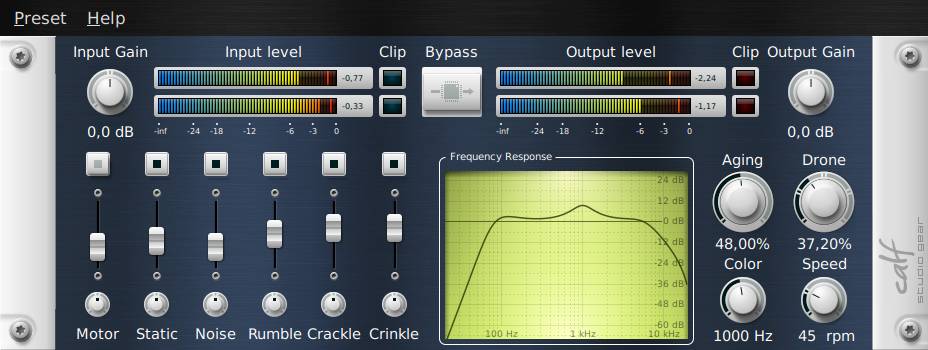 Preset Help
Input Gain Input level Clip Bypass Output level Clip Output Gain
-0,77 -2,24
-0,33 -1,17
0,0 dB -inf -24 -18 -12 -6 -3 0 -inf -24 -18 -12 -6 -3 0 0,0 dB
Frequency Response Aging Drone
24 dB
12 dB
0 dB
-12 dB
48,00% 37,20%
-24 dB Color Speed
-36 dB
-48 dB
-60 dB
100 Hz 1 kHz 10 kHz
Motor Static Noise Rumble Crackle Crinkle 1000 Hz 45 rpm
calf
studio gear